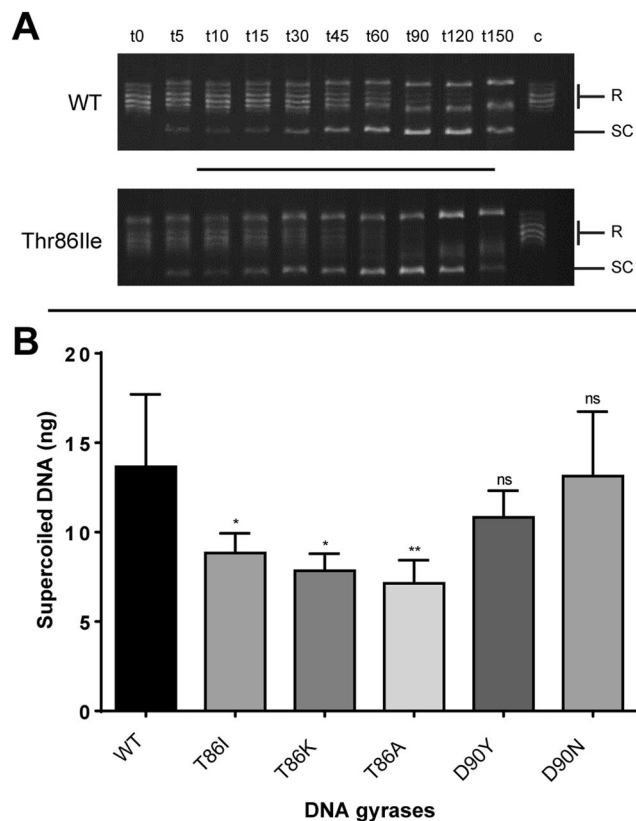 A
t0 t5 t10 t15 t30 t45 t60 t90 t120 t150 c
WT
R
SC
Thr86Ile
R
SC
B
20
15
10
5
0
Supercoiled DNA (ng)
*
*
**
ns
ns
WT
T86I
T86K
T86A
D90Y
D90N
DNA gyrases